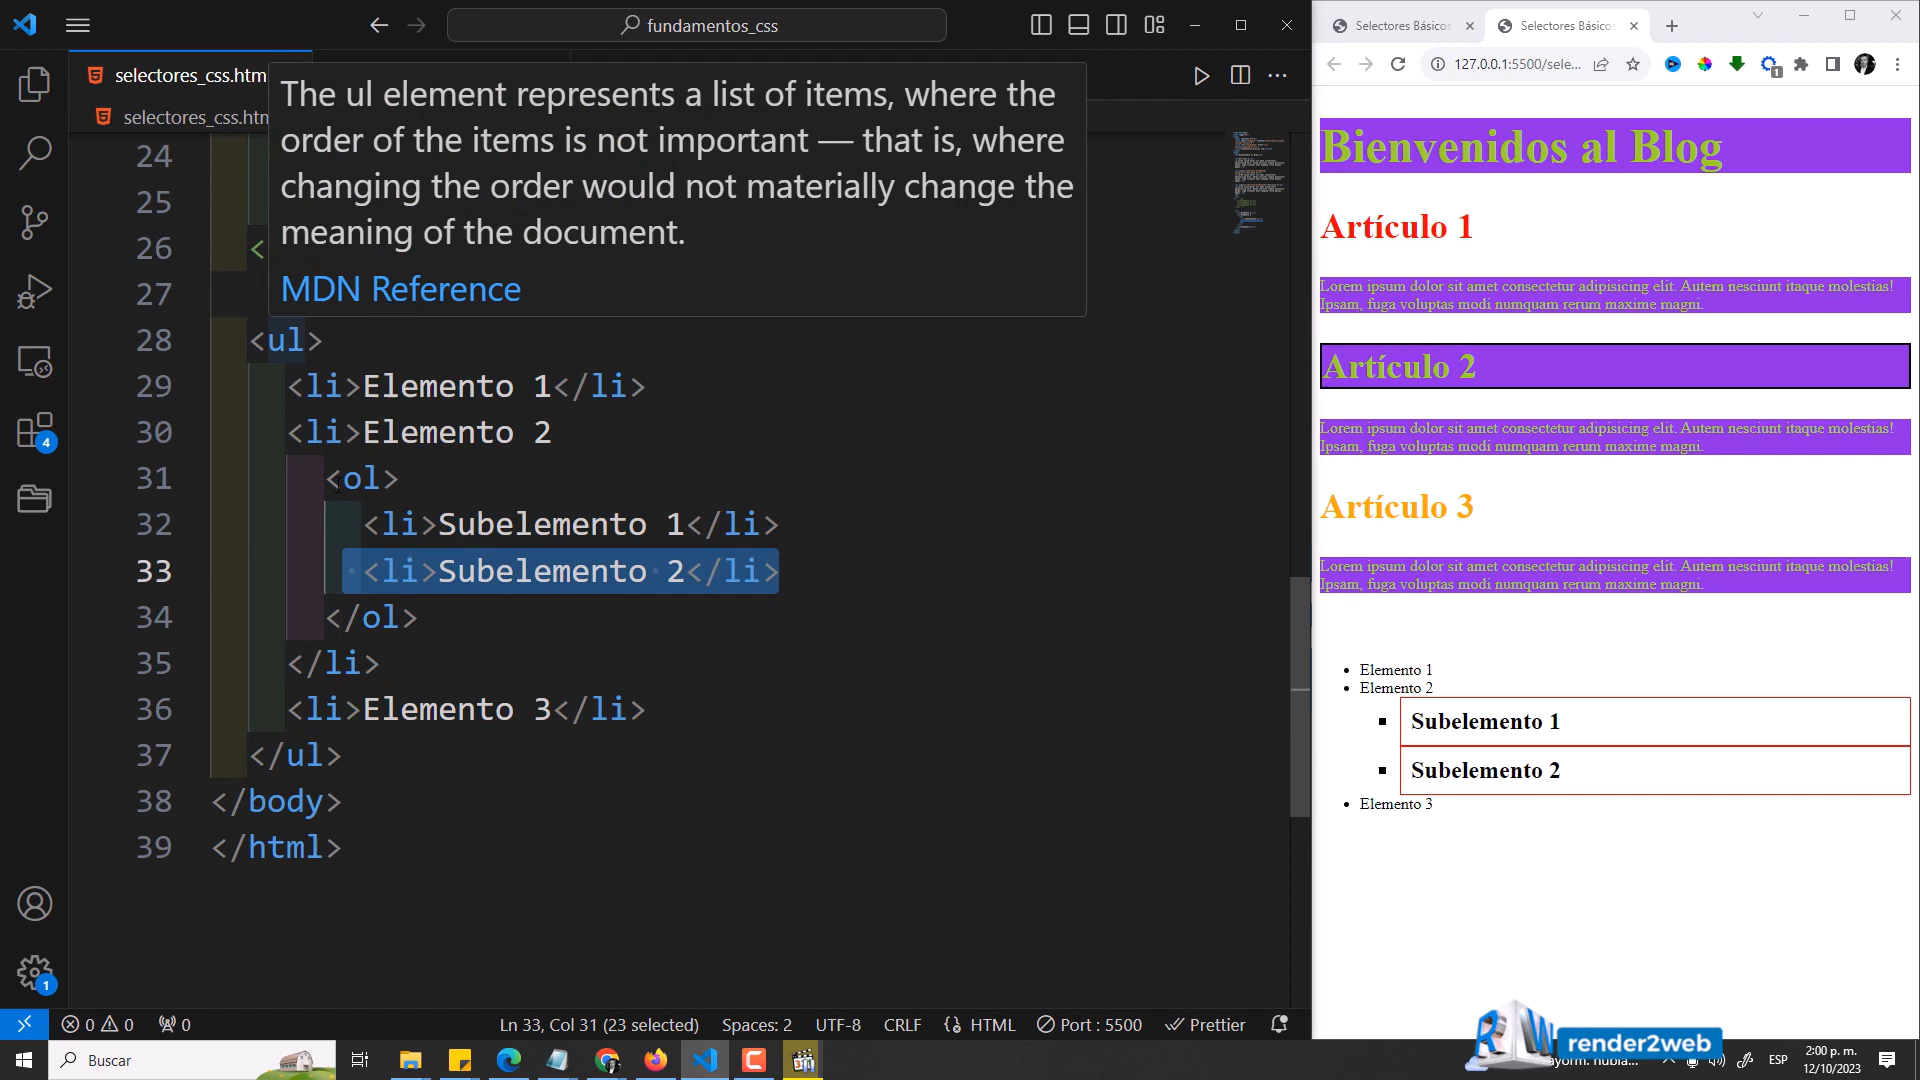 fundamentos_css
selectores_css.htm
selectores_css.htm
The ul element represents a list of items, where the
order of the items is not important — that is, where
changing the order would not materially change the
meaning of the document.
MDN Reference
24
25
26 <
27
28 <ul>
29 <li>Elemento 1</li>
30 <li>Elemento 2
31 <ol>
32 <li>Subelemento 1</li>
33 <li>Subelemento 2</li>
34 </ol>
35 </li>
36 <li>Elemento 3</li>
37 </ul>
38 </body>
39 </html>
4
1
0 0 0
Ln 33, Col 31 (23 selected)
Spaces: 2
UTF-8
CRLF
HTML
Port : 5500
Prettier
Selectores Básicos
Selectores Básicos
127.0.0.1:5500/sele...
1
Bienvenidos al Blog
Artículo 1
Lorem ipsum dolor sit amet consectetur adipisicing elit. Autem nesciunt itaque molestias!
Ipsam, fuga voluptas modi numquam rerum maxime magni.
Artículo 2
Lorem ipsum dolor sit amet consectetur adipisicing elit. Autem nesciunt itaque molestias!
Ipsam, fuga voluptas modi numquam rerum maxime magni.
Artículo 3
Lorem ipsum dolor sit amet consectetur adipisicing elit. Autem nesciunt itaque molestias!
Ipsam, fuga voluptas modi numquam rerum maxime magni.
Elemento 1
Elemento 2
Subelemento 1
Subelemento 2
Elemento 3
RW render2web
Buscar
ESP
2:00 p. m.
12/10/2023